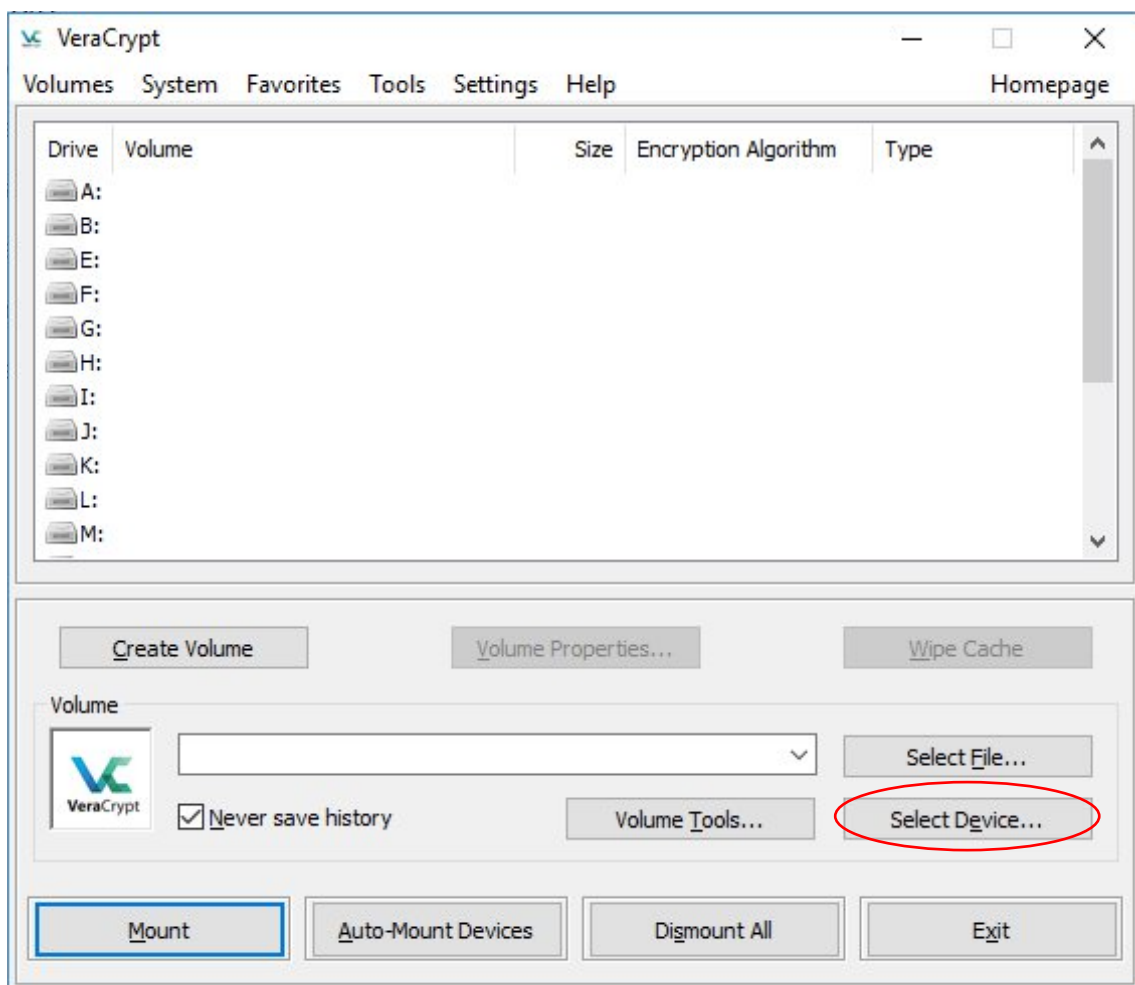 VeraCrypt
Volumes System Favorites Tools Settings Help Homepage
Drive Volume Size Encryption Algorithm Type
A:
B:
E:
F:
G:
H:
I:
J:
K:
L:
M:
Create Volume Volume Properties... Wipe Cache
Volume
Select File...
VeraCrypt
Never save history Volume Tools... Select Device...
Mount Auto-Mount Devices Dismount All Exit